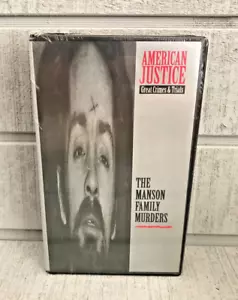 AMERICAN
JUSTICE
Great Crimes & Trials
THE
MANSON
FAMILY
MURDERS